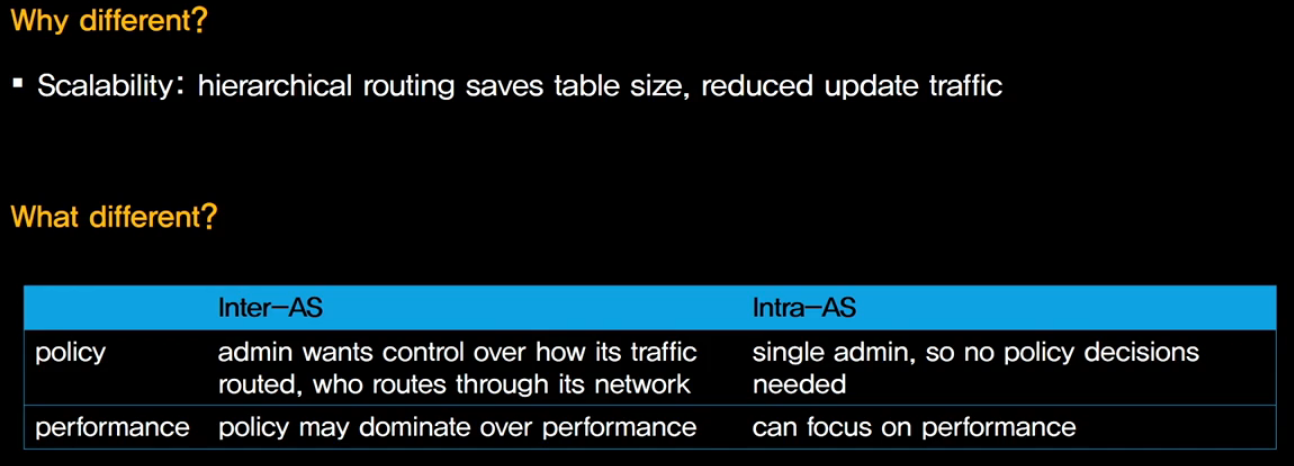 Why different?
▪ Scalability: hierarchical routing saves table size, reduced update traffic
What different?
Inter-AS Intra-AS
policy admin wants control over how its traffic single admin, so no policy decisions
routed, who routes through its network needed
performance policy may dominate over performance can focus on performance